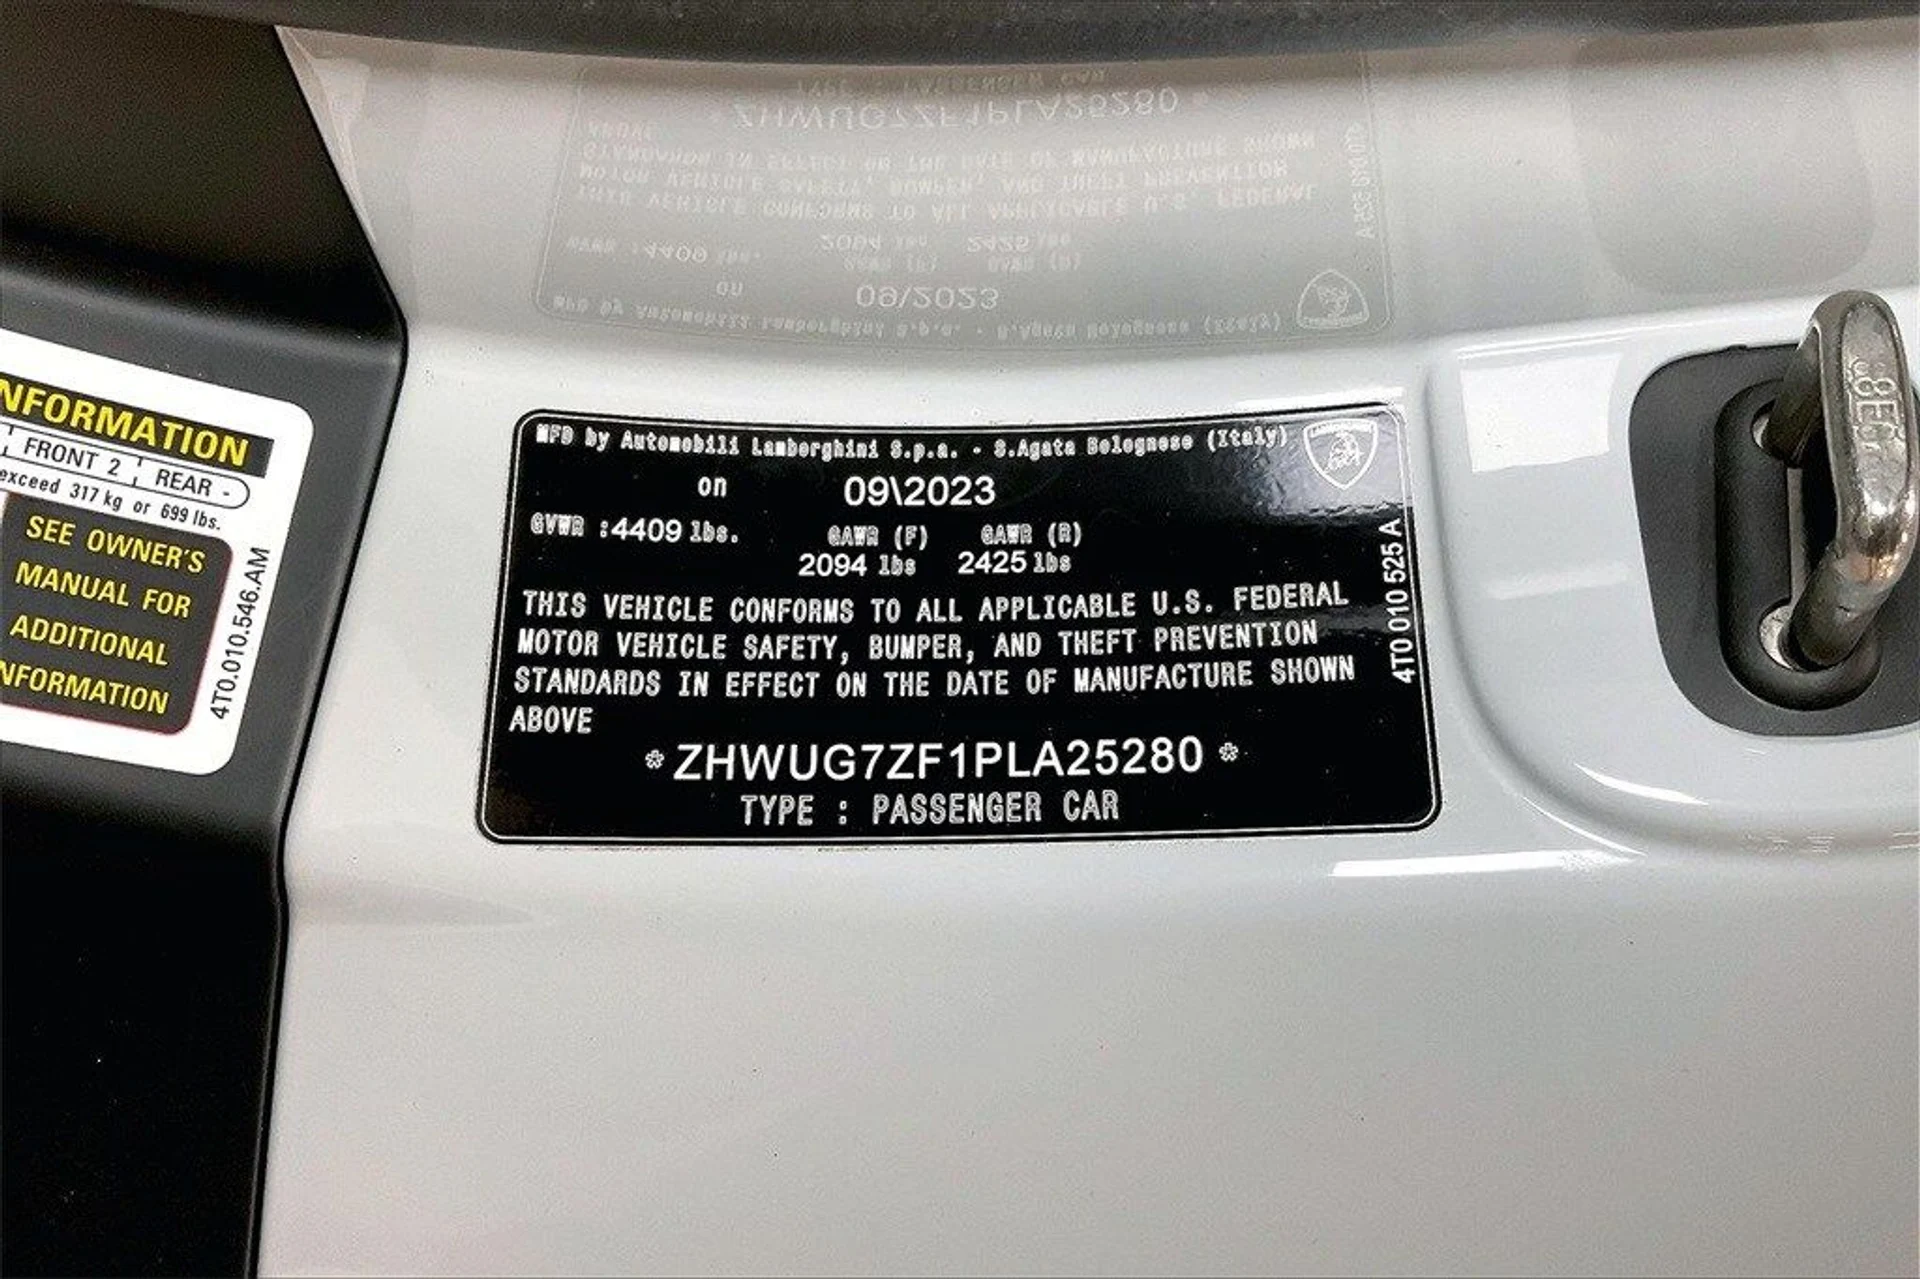 NFORMATION
FRONT 2 REAR -
exceed 317 kg or 699 lbs.
SEE OWNER'S
MANUAL FOR
ADDITIONAL
NFORMATION
4T0.010.546.AM
MFD by Automobili Lamborghini S.p.a. - S.Agata Bolognese (Italy)
on 09\2023
GVWR :4409 lbs. GAWR (F) GAWR (R)
2094 lbs 2425 lbs
THIS VEHICLE CONFORMS TO ALL APPLICABLE U.S. FEDERAL
MOTOR VEHICLE SAFETY, BUMPER, AND THEFT PREVENTION
STANDARDS IN EFFECT ON THE DATE OF MANUFACTURE SHOWN
ABOVE
* ZHWUG7ZF1PLA25280 *
TYPE : PASSENGER CAR
4T0 010 525 A